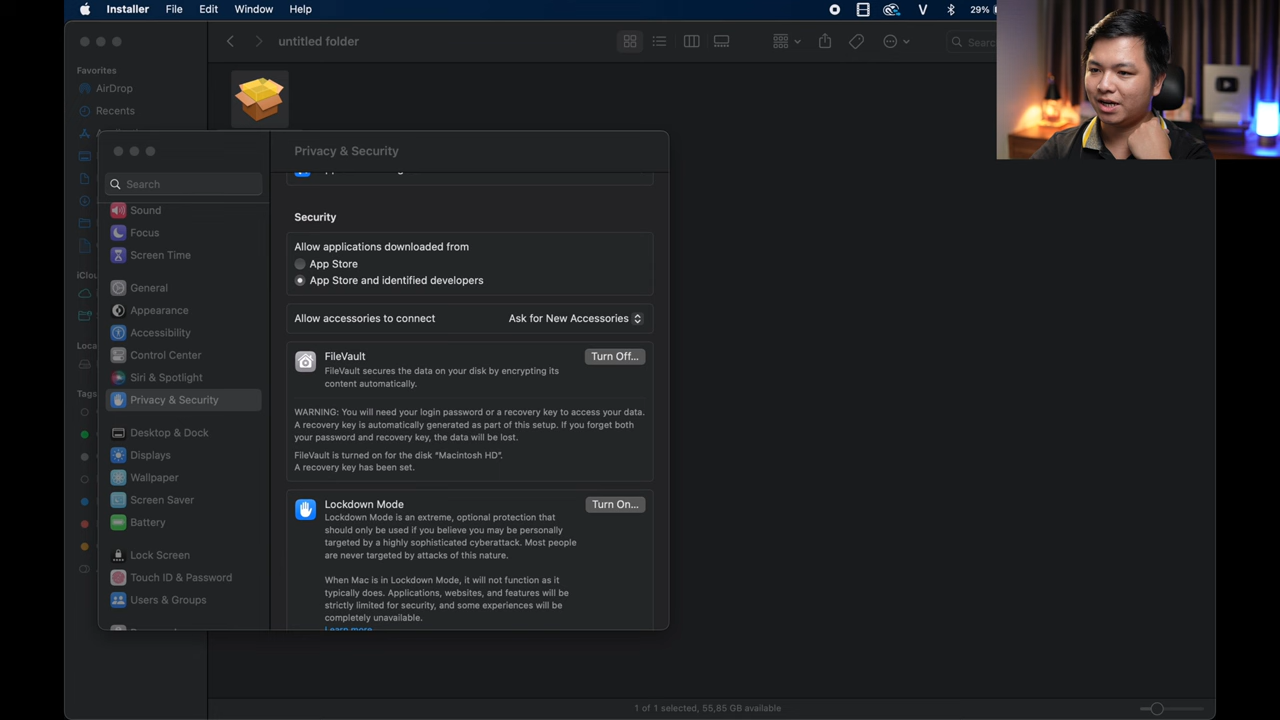 Installer File Edit Window Help
V 29%
untitled folder
Favorites
AirDrop
Recents
iClou
Loca
Tags
Privacy & Security
Search
Sound
Focus
Screen Time
General
Appearance
Accessibility
Control Center
Siri & Spotlight
Privacy & Security
Desktop & Dock
Displays
Wallpaper
Screen Saver
Battery
Lock Screen
Touch ID & Password
Users & Groups
Security
Allow applications downloaded from
App Store
App Store and identified developers
Allow accessories to connect Ask for New Accessories
FileVault Turn Off...
FileVault secures the data on your disk by encrypting its
content automatically.
WARNING: You will need your login password or a recovery key to access your data.
A recovery key is automatically generated as part of this setup. If you forget both
your password and recovery key, the data will be lost.
FileVault is turned on for the disk “Macintosh HD”.
A recovery key has been set.
Lockdown Mode Turn On...
Lockdown Mode is an extreme, optional protection that
should only be used if you believe you may be personally
targeted by a highly sophisticated cyberattack. Most people
are never targeted by attacks of this nature.
When Mac is in Lockdown Mode, it will not function as it
typically does. Applications, websites, and features will be
strictly limited for security, and some experiences will be
completely unavailable.
Learn more
1 of 1 selected, 55,85 GB available